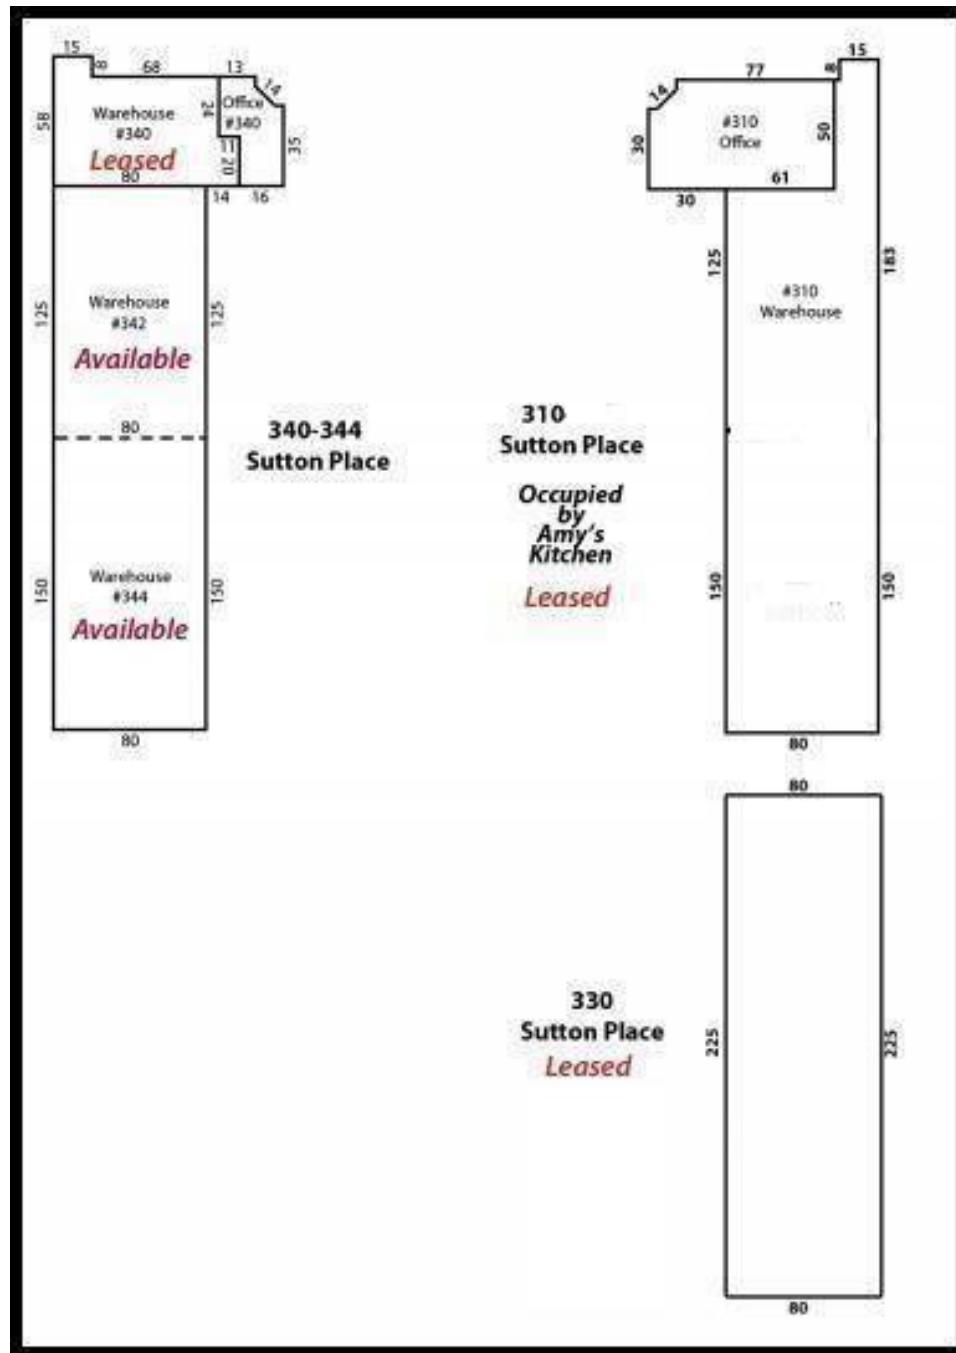 15
8
68
13
14
58
Warehouse
#340
Leased
80
24
Office
#340
11
20
35
14
16
125
Warehouse
#342
Available
125
80
340-344
Sutton Place
150
Warehouse
#344
Available
150
80
15
8
77
14
30
#310
Office
50
61
30
125
183
#310
Warehouse
310
Sutton Place
Occupied
by
Amy's
Kitchen
Leased
150
150
80
80
330
Sutton Place
Leased
225
225
80